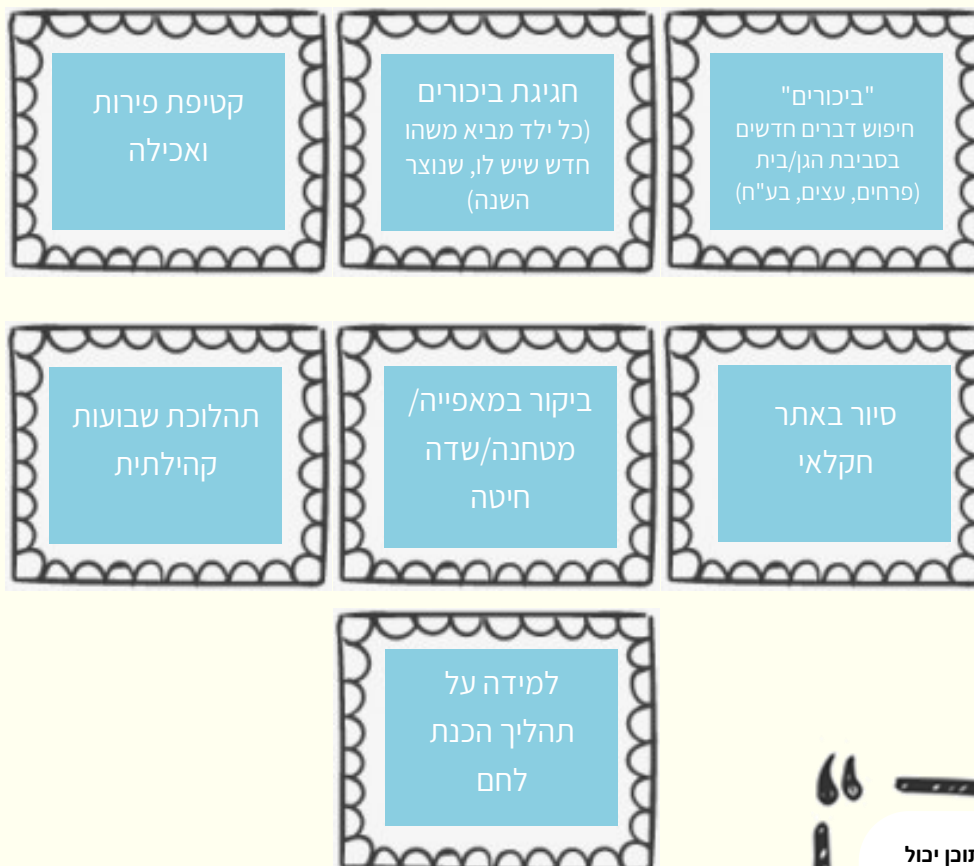 "ביכורים"
חיפוש דברים חדשים
בסביבת הגן/בית
(פרחים, עצים, בע"ח)
חגיגת ביכורים
(כל ילד מביא משהו
חדש שיש לו, שנוצר
השנה)
קטיפת פירות
ואכילה
סיור באתר
חקלאי
ביקור במאפייה/
מטחנה/שדה
חיטה
תהלוכת שבועות
קהילתית
למידה על
תהליך הכנת
לחם
יכול